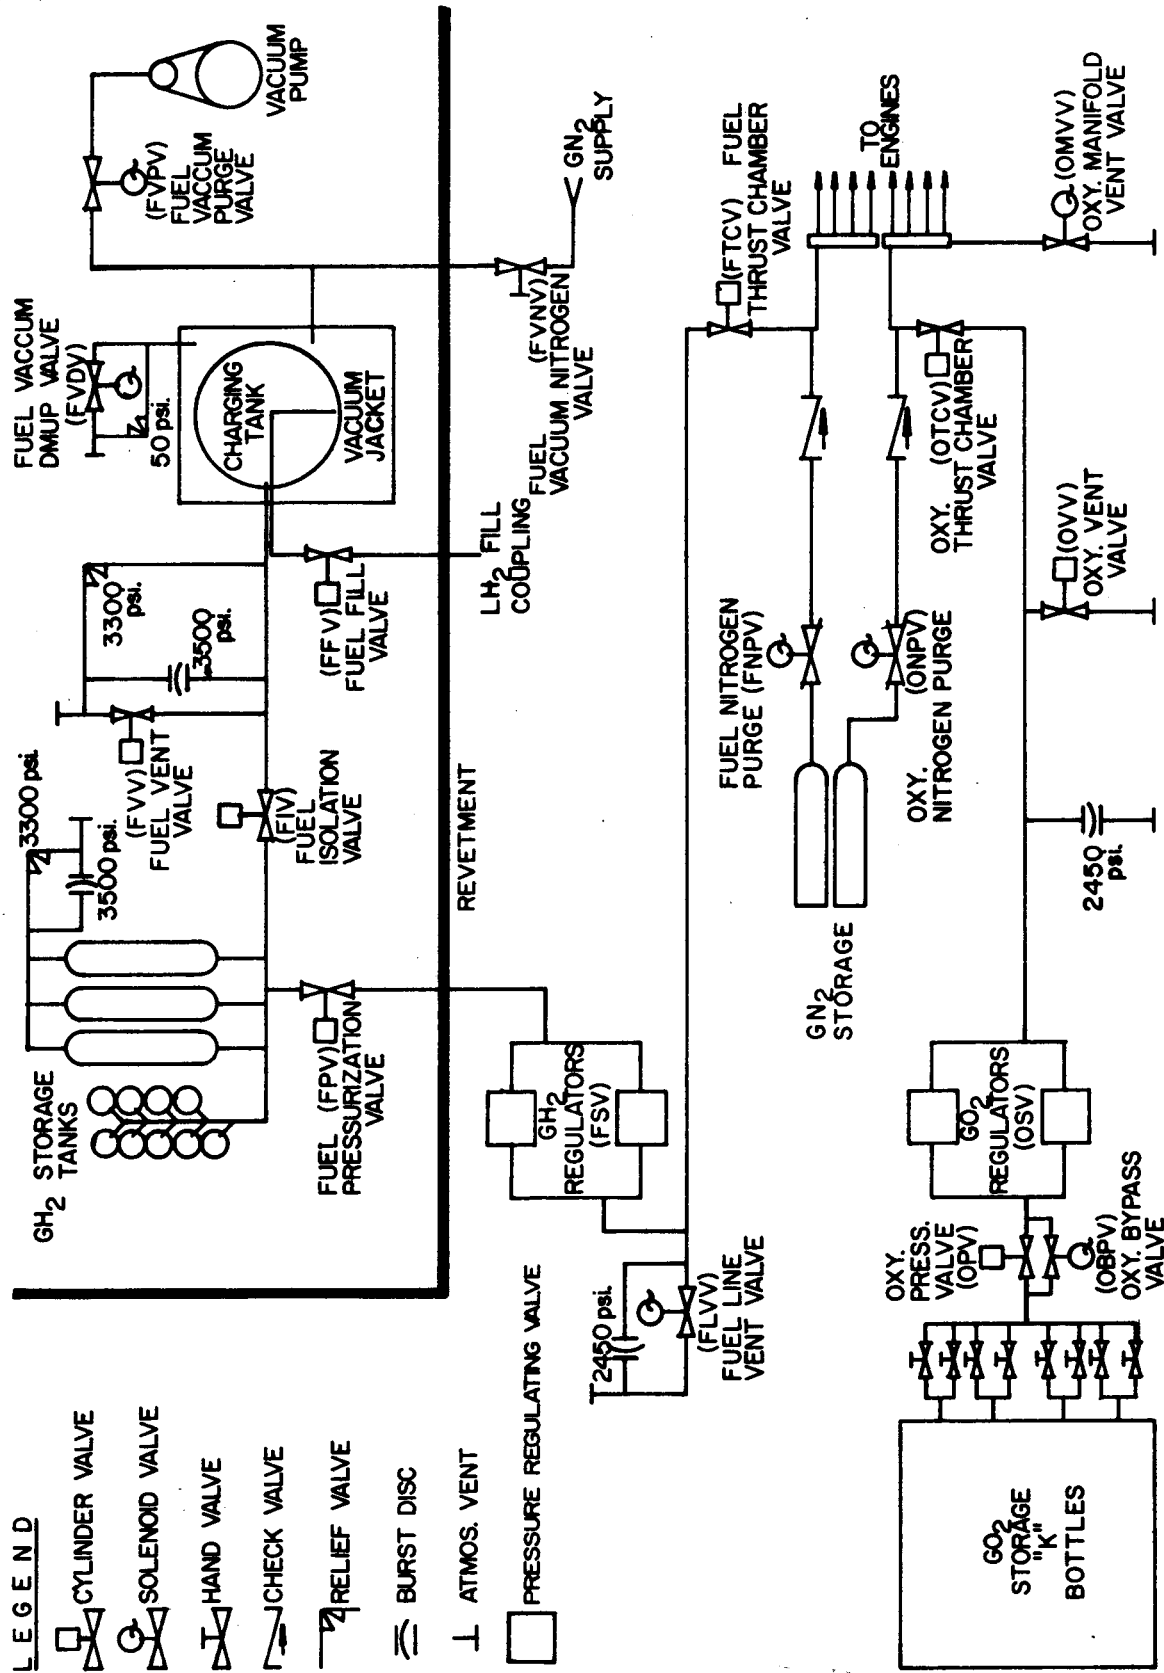 LEGEND
CYLINDER VALVE
SOLENOID VALVE
HAND VALVE
CHECK VALVE
RELIEF VALVE
BURST DISC
ATMOS. VENT
PRESSURE REGULATING VALVE
GH2 STORAGE
TANKS
3300 psi.
3500 psi.
(FVV)
FUEL VENT
VALVE
3300
psi.
3500
psi.
FUEL VACCUM
DMUP VALVE
(FVDV)
50 psi.
CHARGING
TANK
VACUUM
JACKET
(FVPV)
FUEL
VACCUM
PURGE
VALVE
VACUUM
PUMP
(FIV)
FUEL
ISOLATION
VALVE
(FFV)
FUEL FILL
VALVE
FUEL (FPV)
PRESSURIZATION
VALVE
REVETMENT
LH2 FILL
COUPLING
FUEL (FVNV)
VACUUM NITROGEN
VALVE
GN2
SUPPLY
GH2
REGULATORS
(FSV)
2450 psi.
(FLVV)
FUEL LINE
VENT VALVE
(FTCV) FUEL
THRUST CHAMBER
VALVE
FUEL NITROGEN
PURGE (FNPV)
TO
ENGINES
GN2
STORAGE
(ONPV)
OXY.
NITROGEN PURGE
OXY. (OTCV)
THRUST CHAMBER
VALVE
(OMVV)
OXY. MANIFOLD
VENT VALVE
(OVV)
OXY. VENT
VALVE
2450
psi.
GO2
REGULATORS
(OSV)
OXY.
PRESS.
VALVE
(OPV)
(OBPV)
OXY. BYPASS
VALVE
GO2
STORAGE
"K"
BOTTLES